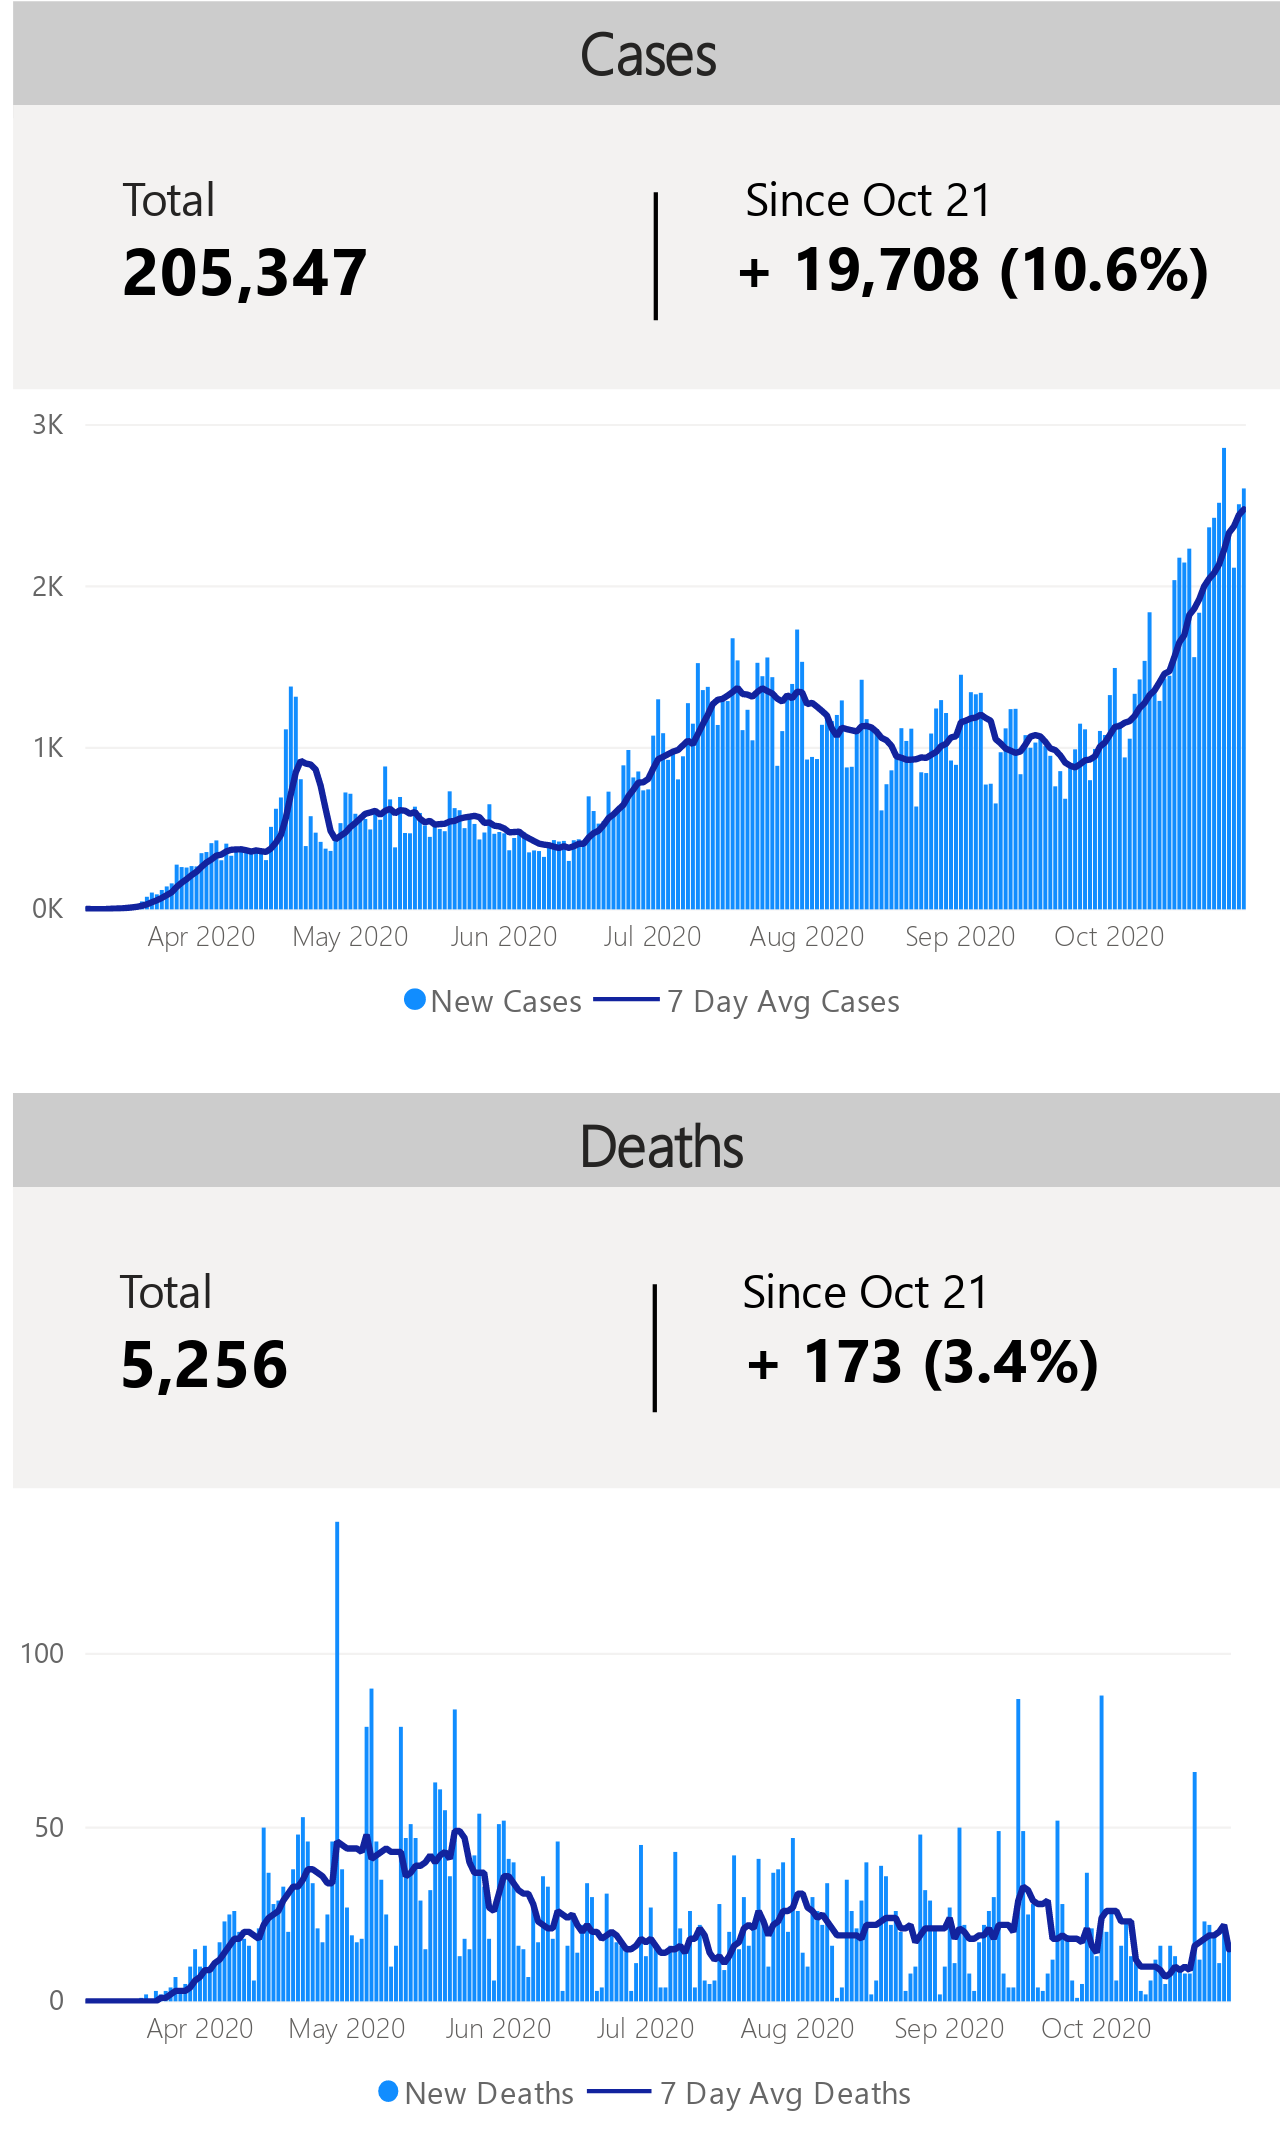 Cases
Total
Since Oct 21
205,347
+ 19,708 (10.6%)
3K
2K
1K
0K
Apr 2020 May 2020 Jun 2020 Jul 2020 Aug 2020 Sep 2020 Oct 2020
New Cases 7 Day Avg Cases
Deaths
Total
Since Oct 21
5,256
+ 173 (3.4%)
100
50
0
Apr 2020 May 2020 Jun 2020 Jul 2020 Aug 2020 Sep 2020 Oct 2020
New Deaths 7 Day Avg Deaths